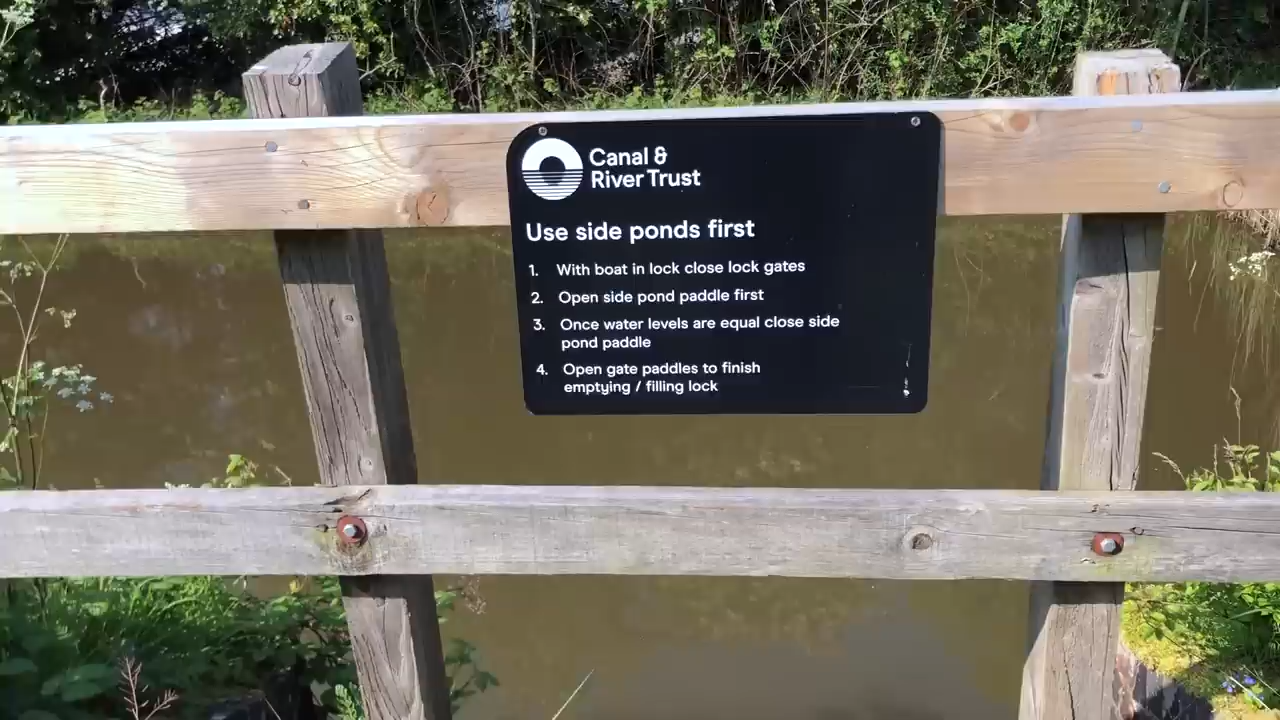 Canal &
River Trust
Use side ponds first
1. With boat in lock close lock gates
2. Open side pond paddle first
3. Once water levels are equal close side
pond paddle
4. Open gate paddles to finish
emptying / filling lock